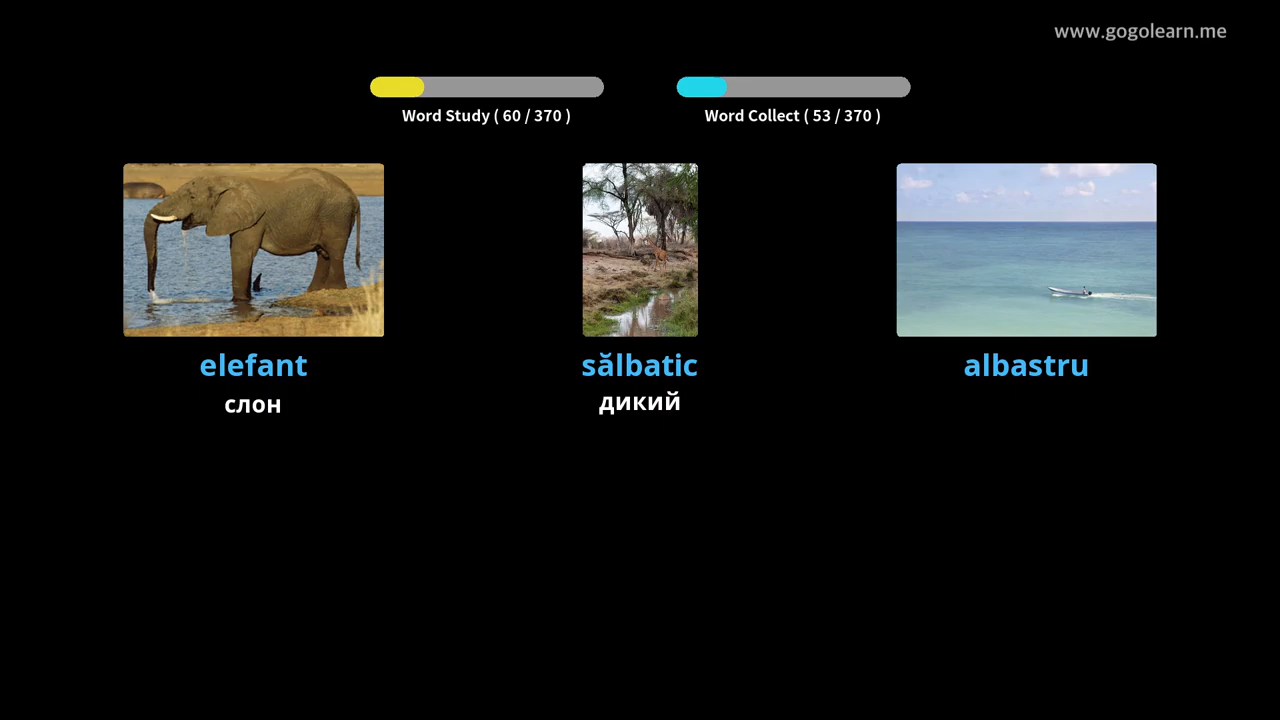 www.gogolearn.me
Word Study ( 60 / 370 )
Word Collect ( 53 / 370 )
elefant
sălbatic
albastru
слон
дикий